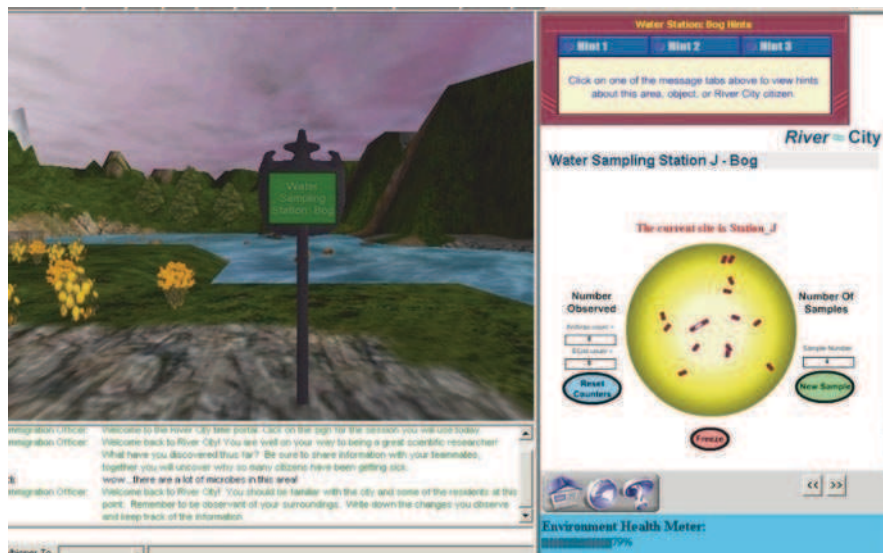 Water
Sampling
Station: Bog
Immigration Officer: Welcome to the River City time portal. Click on the sign for the session you will use today.
Immigration Officer: Welcome back to River City! You are well on your way to being a great scientific researcher!
What have you discovered thus far? Be sure to share information with your teammates,
together you will uncover why so many citizens have been getting sick.
wow...there are a lot of microbes in this area!
Immigration Officer: Welcome back to River City! You should be familiar with the city and some of the residents at this
point. Remember to be observant of your surroundings. Write down the changes you observe
and keep track of the information
Water Station: Bog Hints
Hint 1 Hint 2 Hint 3
Click on one of the message tabs above to view hints
about this area, object, or River City citizen
River City
Water Sampling Station J - Bog
The current site is Station_J
Number
Observed
Reset
Counters
Number Of
Samples
Sample Number
4
New Sample
Freeze
<< >>
Environment Health Meter:
79%